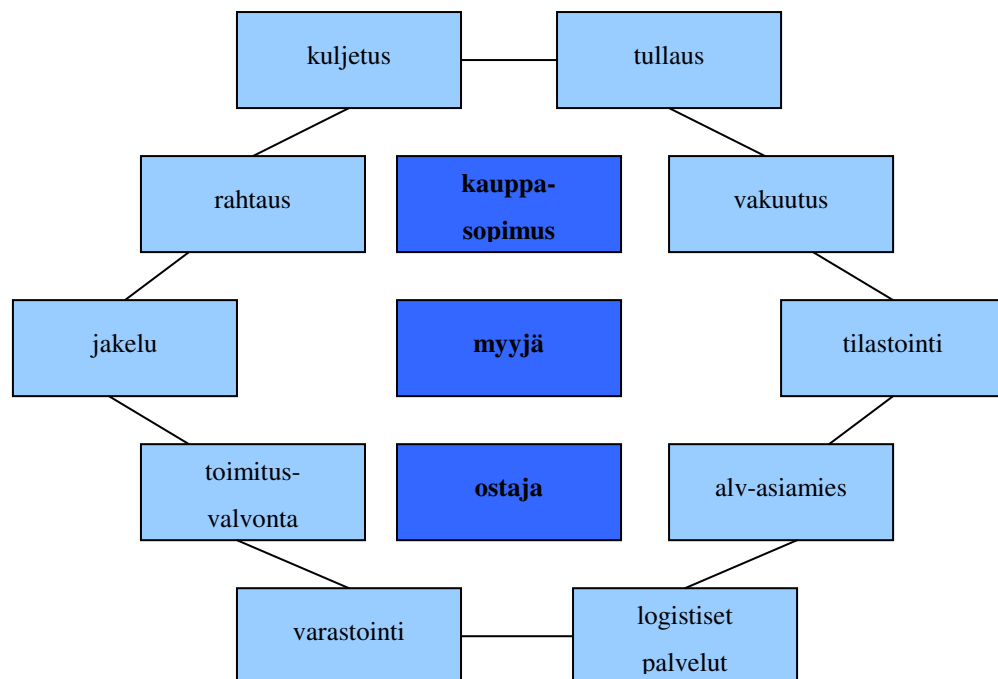 kuljetus
tullaus
rahtaus
kauppa-
sopimus
vakuutus
jakelu
myyjä
tilastointi
toimitus-
valvonta
ostaja
alv-asiamies
varastointi
logistiset
palvelut